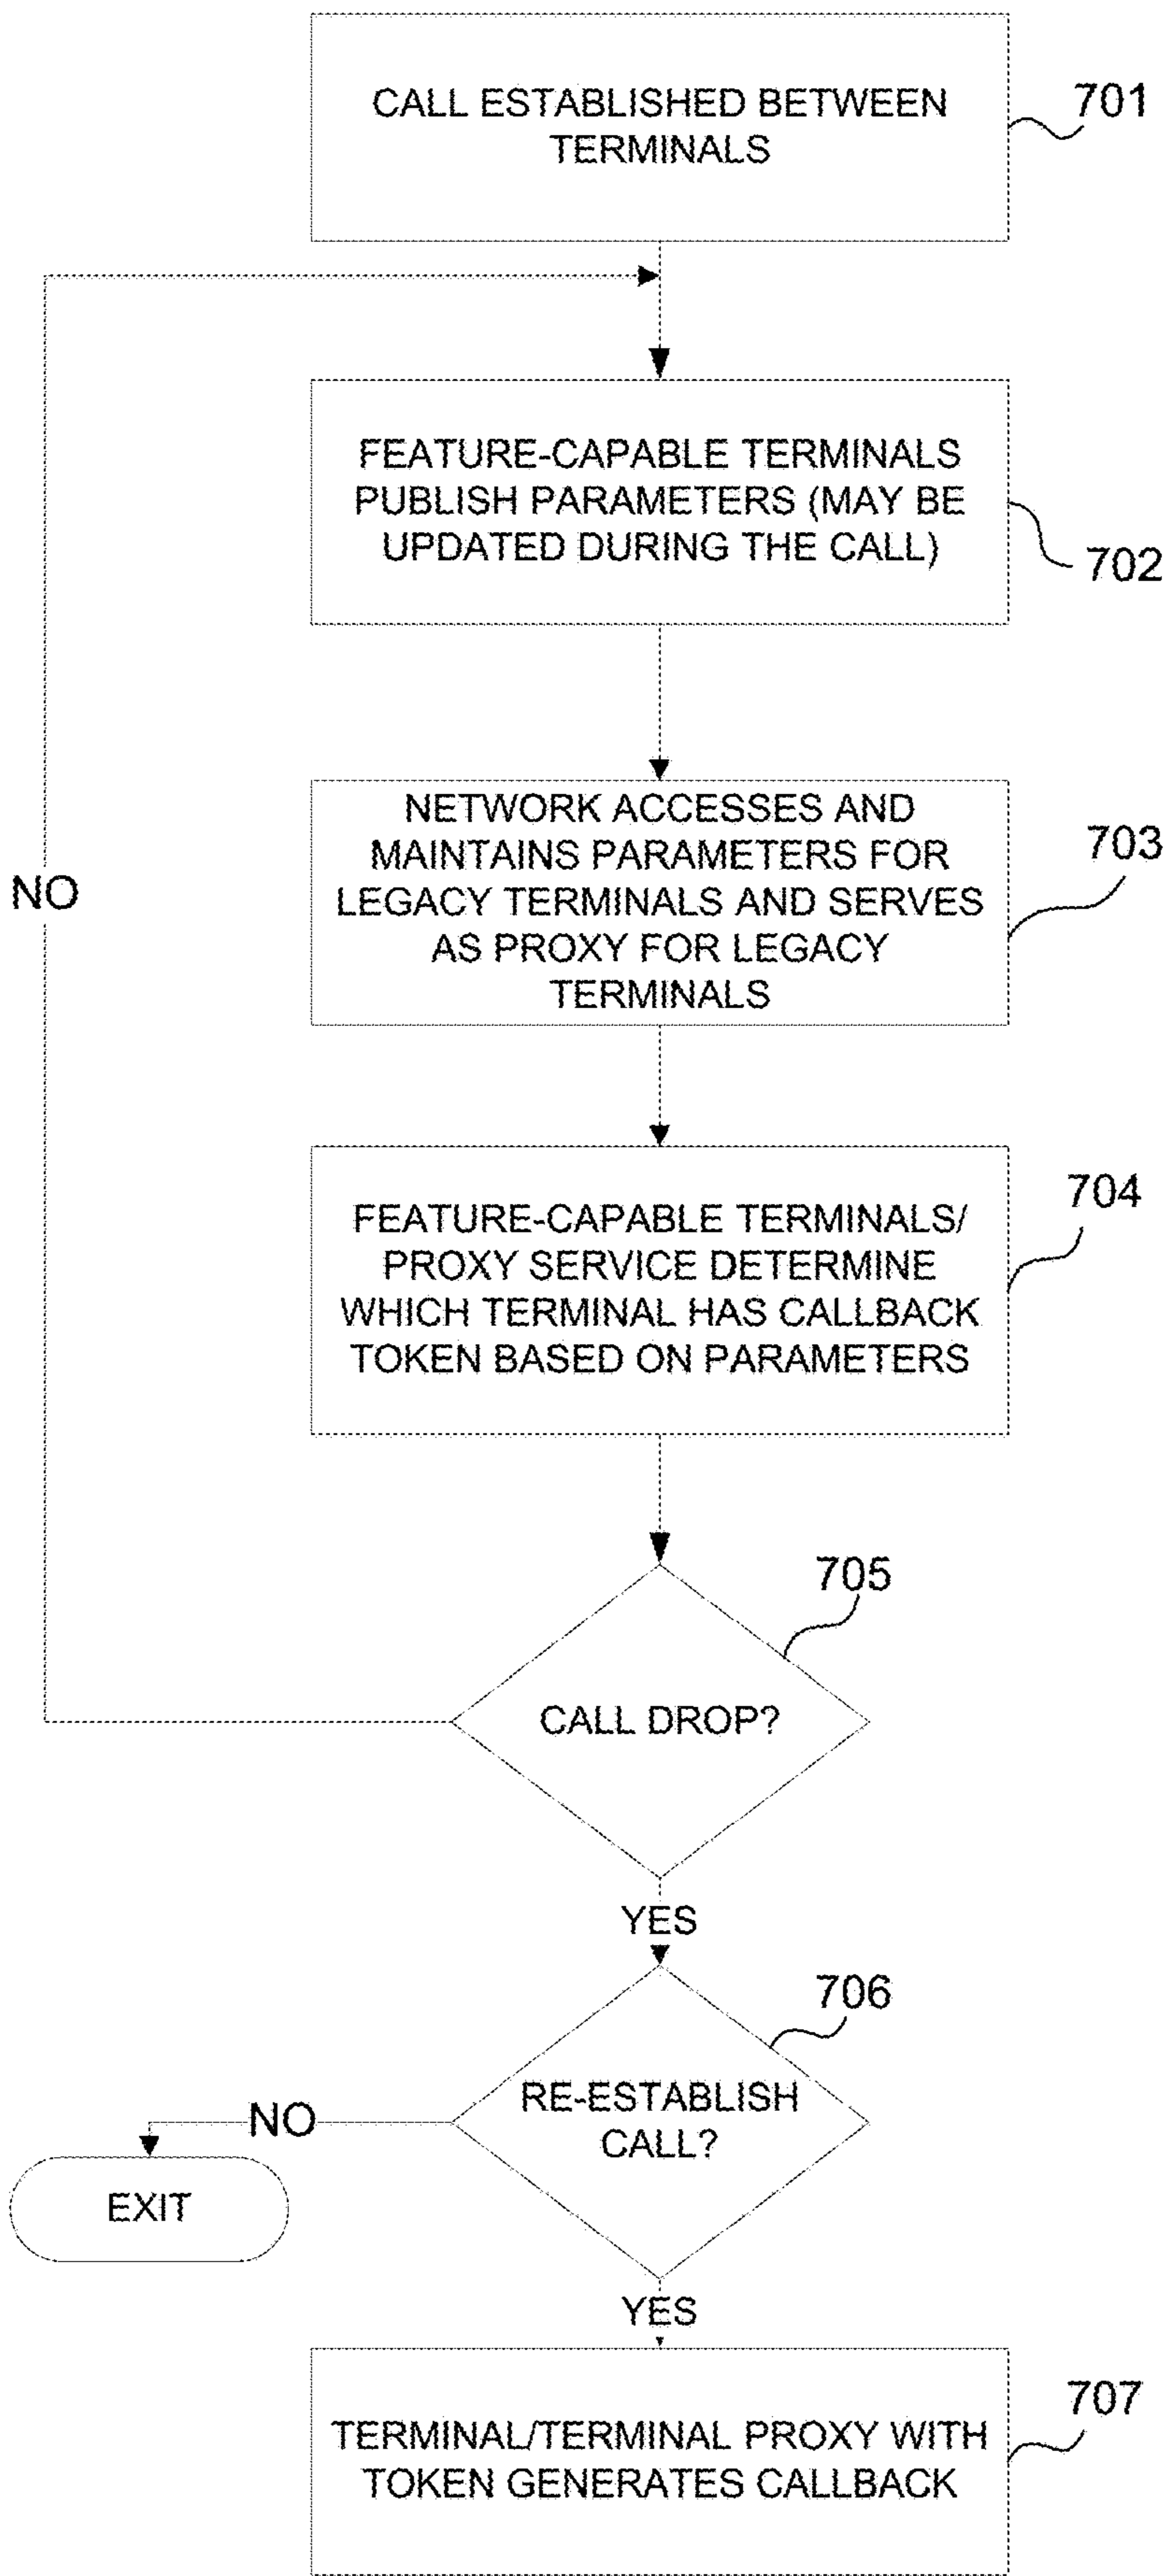 CALL ESTABLISHED BETWEEN
TERMINALS
701
FEATURE-CAPABLE TERMINALS
PUBLISH PARAMETERS (MAY BE
UPDATED DURING THE CALL)
702
NETWORK ACCESSES AND
MAINTAINS PARAMETERS FOR
LEGACY TERMINALS AND SERVES
AS PROXY FOR LEGACY
TERMINALS
703
NO
FEATURE-CAPABLE TERMINALS/
PROXY SERVICE DETERMINE
WHICH TERMINAL HAS CALLBACK
TOKEN BASED ON PARAMETERS
704
705
CALL DROP?
YES
706
RE-ESTABLISH
CALL?
NO
EXIT
YES
TERMINAL/TERMINAL PROXY WITH
TOKEN GENERATES CALLBACK
707